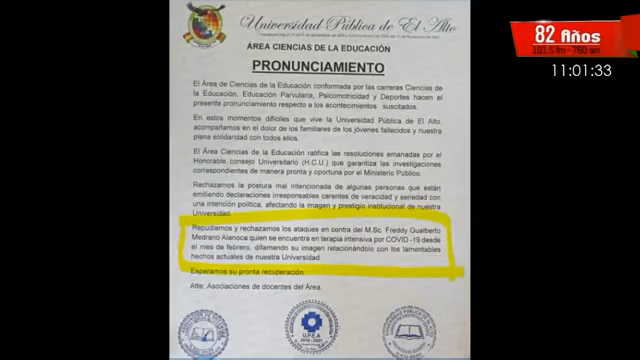 Universidad Pública de El Alto
ÁREA CIENCIAS DE LA EDUCACIÓN
PRONUNCIAMIENTO
El Área de Ciencias de la Educación conformada por las carreras Ciencias
de la Educación, Educación Parvularia, Psicomotricidad y Deportes hacen el
presente pronunciamiento respecto a los acontecimientos suscitados.
En estos momentos difíciles que vive la Universidad Pública de El Alto,
acompañamos en el dolor de los familiares de los jóvenes fallecidos y nuestra
plena solidaridad con todos ellos.
El Área Ciencias de la Educación ratifica las resoluciones emanadas por el
Honorable consejo Universitario (H.C.U.) que garantiza las investigaciones
correspondientes de manera pronta y oportuna por el Ministerio Público.
Rechazamos la postura mal intencionada de algunas personas que están
emitiendo declaraciones irresponsables carentes de veracidad y seriedad con
una intención política, afectando la imagen y prestigio institucional de nuestra
Universidad.
Repudiamos y rechazamos los ataques en contra del M.Sc. Freddy Gualberto
Medrano Alanoca quien se encuentra en terapia intensiva por COVID -19 desde
el mes de febrero, difamando su imagen relacionándolo con los lamentables
hechos actuales de nuestra Universidad.
Esperamos su pronta recuperación.
Atte: Asociaciones de docentes del Área.
U.P.E.A
82 Años
101.5 fm - 760 am
11:01:33